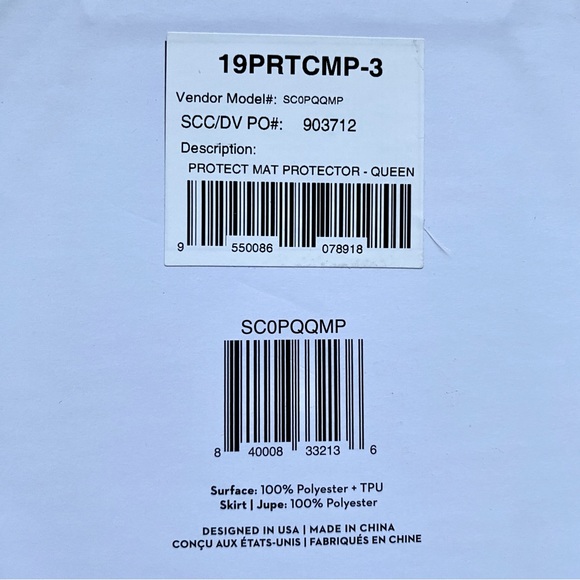 19PRTCMP-3
Vendor Model#: SC0PQQMP
SCC/DV PO#: 903712
Description:
PROTECT MAT PROTECTOR - QUEEN
9 550086 078918
SC0PQQMP
8 40008 33213 6
Surface: 100% Polyester + TPU
Skirt | Jupe: 100% Polyester
DESIGNED IN USA | MADE IN CHINA
CONÇU AUX ÉTATS-UNIS | FABRIQUÉS EN CHINE